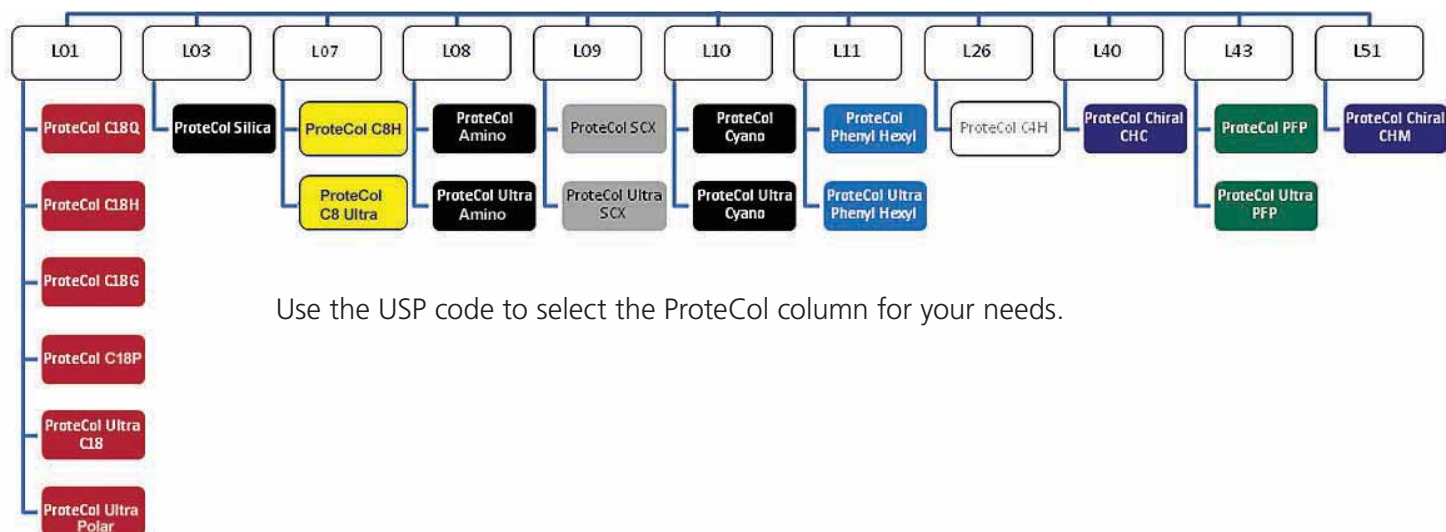 L01
L03
L07
L08
L09
L10
L11
L26
L40
L43
L51
ProteCol C18Q
ProteCol Silica
ProteCol C8H
ProteCol
Amino
ProteCol SCX
ProteCol
Cyano
ProteCol
Phenyl Hexyl
ProteCol C4H
ProteCol Chiral
CHC
ProteCol PFP
ProteCol Chiral
CHM
ProteCol C18H
ProteCol
C8 Ultra
ProteCol Ultra
Amino
ProteCol Ultra
SCX
ProteCol Ultra
Cyano
ProteCol Ultra
Phenyl Hexyl
ProteCol Ultra
PFP
ProteCol C18G
Use the USP code to select the ProteCol column for your needs.
ProteCol C18P
ProteCol Ultra
C18
ProteCol Ultra
Polar